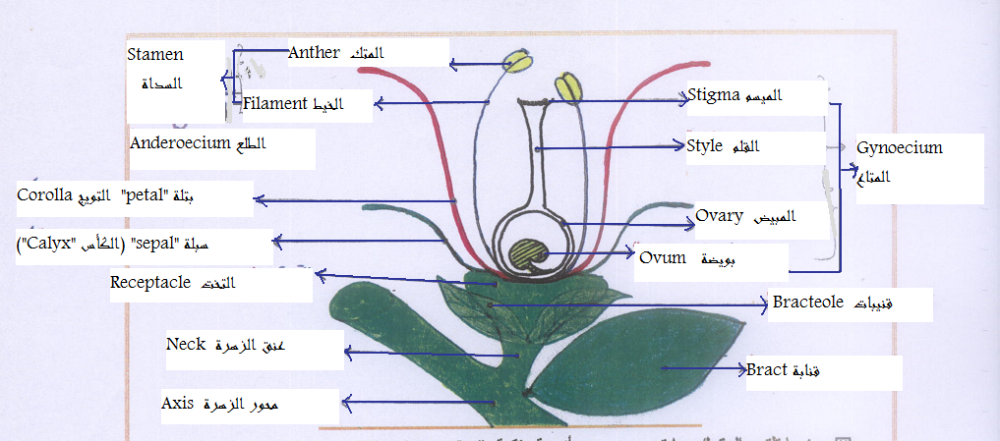 Stamen
السداة
Anther المتك
Filament الخيط
Anderoecium الطلع
Corolla التويج "petal" بتلة
("Calyx" الكأس) "sepal" سبلة
Receptacle التخت
Neck عنق الزهرة
Axis محور الزهرة
Stigma الميسم
Style القلم
Ovary المبيض
Ovum بويضة
Gynoecium
المتاع
Bracteole قنيبات
Bract قنابة